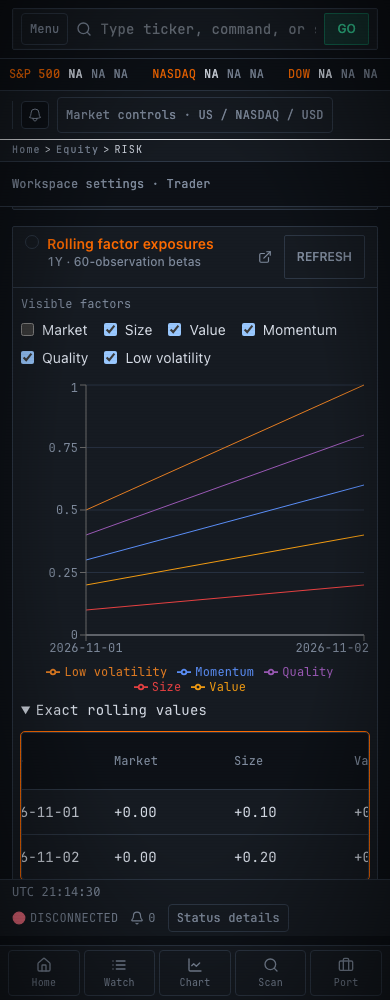 Menu Type ticker, command, or s GO
S&P 500 NA NA NA NASDAQ NA NA NA DOW NA NA NA
Market controls · US / NASDAQ / USD
Home > Equity > RISK
Workspace settings · Trader
Rolling factor exposures
1Y · 60-observation betas
REFRESH
Visible factors
Market Size Value Momentum
Quality Low volatility
1
0.75
0.5
0.25
0
2026-11-01 2026-11-02
Low volatility Momentum Quality
Size Value
▼ Exact rolling values
Market Size Va
6-11-01 +0.00 +0.10 +0
6-11-02 +0.00 +0.20 +0
UTC 21:14:30
DISCONNECTED 0 Status details
Home Watch Chart Scan Port